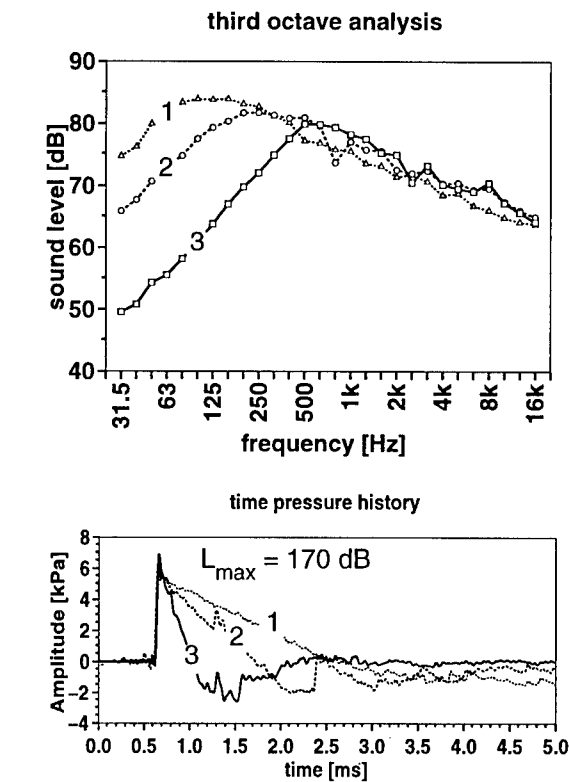 third octave analysis
90
80
70
60
50
40
sound level [dB]
1
2
3
31.5
63
125
250
500
1k
2k
4k
8k
16k
frequency [Hz]
time pressure history
8
6
4
2
0
−2
−4
Amplitude [kPa]
Lmax = 170 dB
1
2
3
0.0 0.5 1.0 1.5 2.0 2.5 3.0 3.5 4.0 4.5 5.0
time [ms]